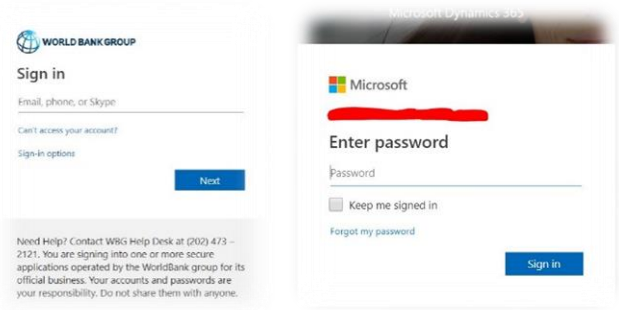 WORLD BANK GROUP
Sign in
Email, phone, or Skype
Can't access your account?
Sign-in options
Next
Need Help? Contact WBG Help Desk at (202) 473 –
2121. You are signing into one or more secure
applications operated by the WorldBank group for its
official business. Your accounts and passwords are
your responsibility. Do not share them with anyone.
Microsoft Dynamics 365
Microsoft
Enter password
Password
Keep me signed in
Forgot my password
Sign in